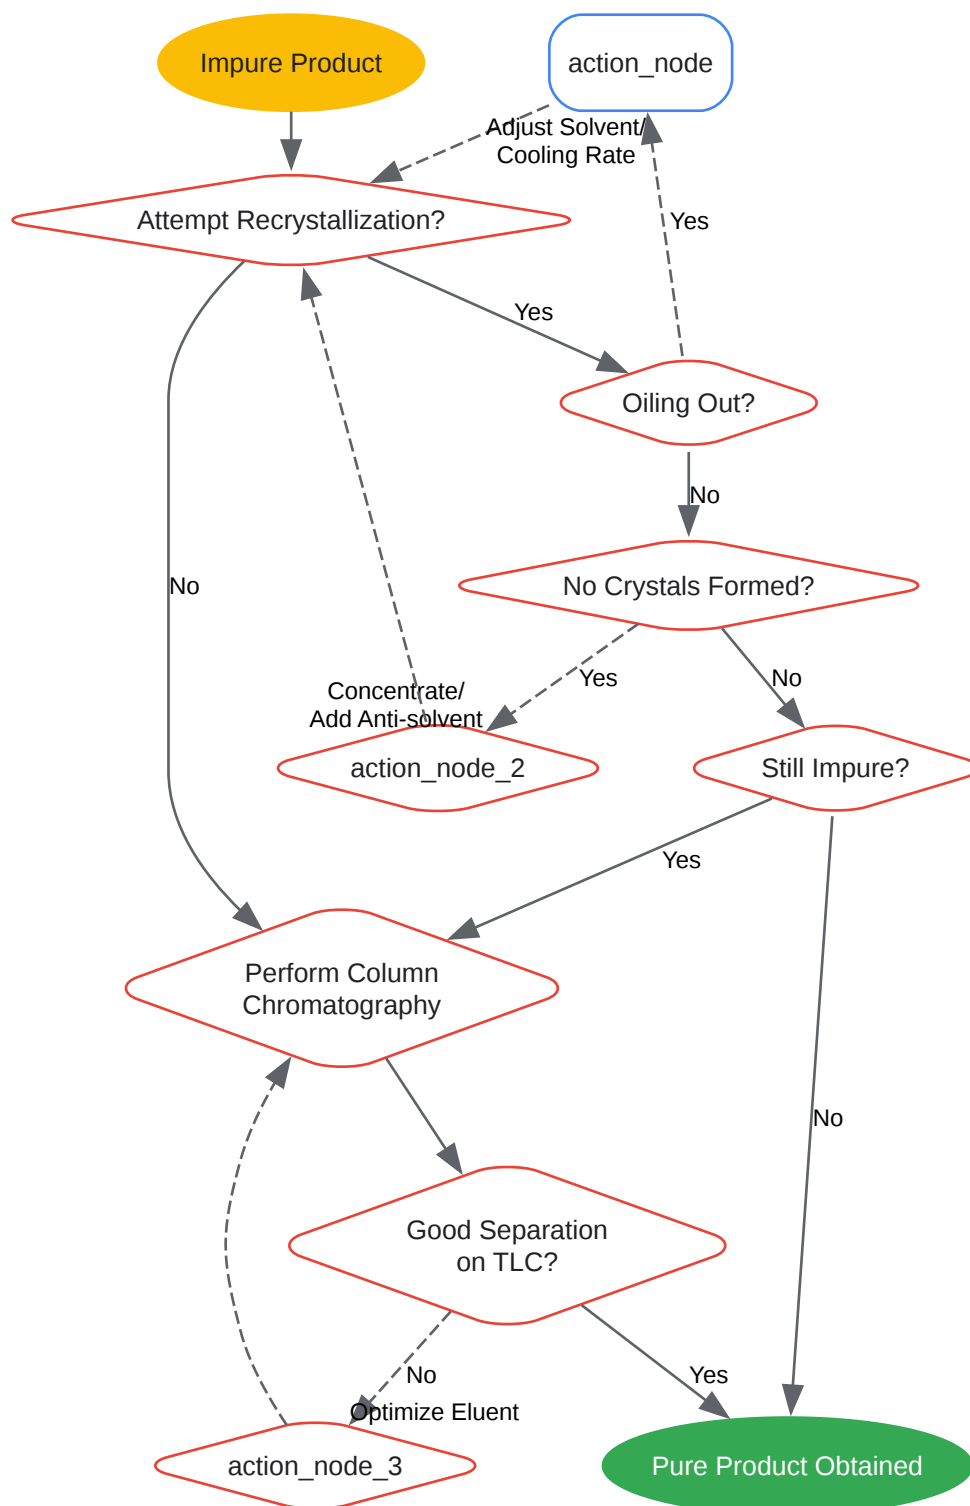 Impure Product
action_node
Adjust Solvent/
Cooling Rate
Attempt Recrystallization?
Yes
Yes
Oiling Out?
No
No Crystals Formed?
No
Yes
No
Concentrate/
Add Anti-solvent
action_node_2
Still Impure?
Yes
Perform Column
Chromatography
No
Good Separation
on TLC?
No
Yes
Optimize Eluent
action_node_3
Pure Product Obtained